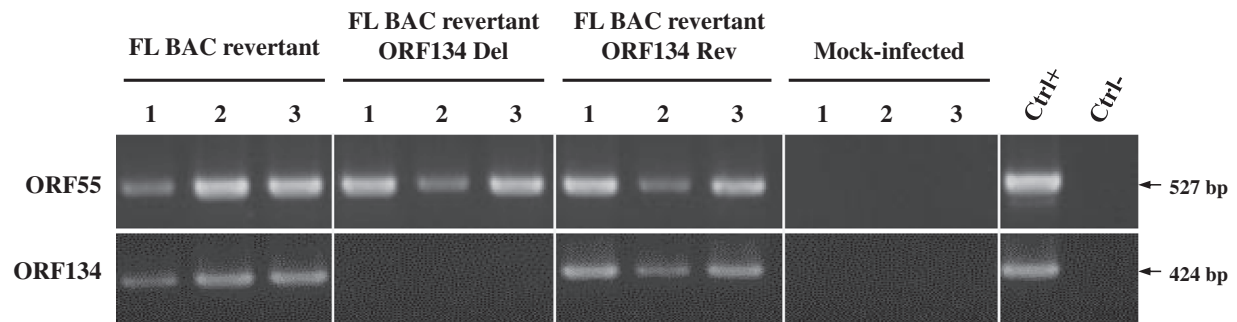 FL BAC revertant
FL BAC revertant
ORF134 Del
FL BAC revertant
ORF134 Rev
Mock-infected
Ctrl+
Ctrl-
1 2 3 1 2 3 1 2 3 1 2 3
ORF55
527 bp
ORF134
424 bp